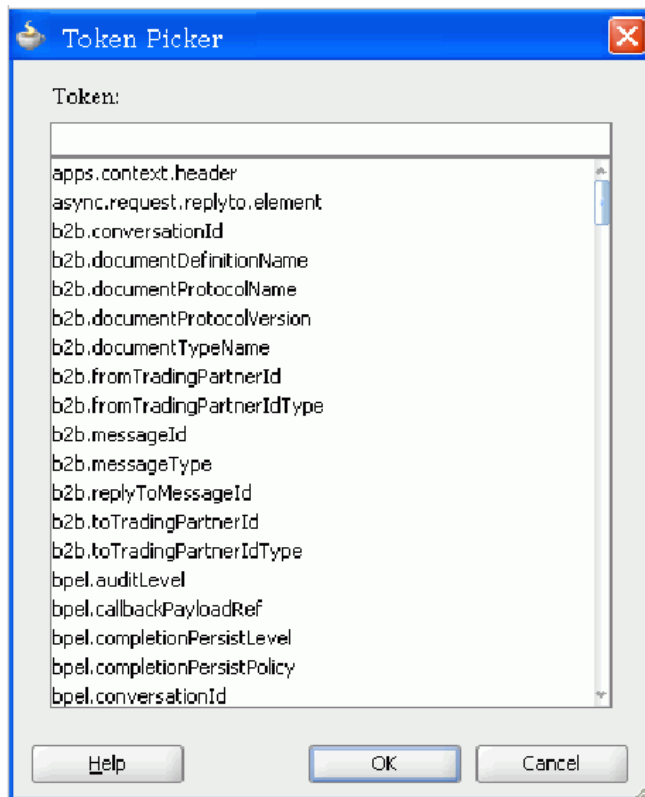 Token Picker
Token:
apps.context.header
async.request.replyto.element
b2b.conversationId
b2b.documentDefinitionName
b2b.documentProtocolName
b2b.documentProtocolVersion
b2b.documentTypeName
b2b.fromTradingPartnerId
b2b.fromTradingPartnerIdType
b2b.messageId
b2b.messageType
b2b.replyToMessageId
b2b.toTradingPartnerId
b2b.toTradingPartnerIdType
bpel.auditLevel
bpel.callbackPayloadRef
bpel.completionPersistLevel
bpel.completionPersistPolicy
bpel.conversationId
Help OK Cancel